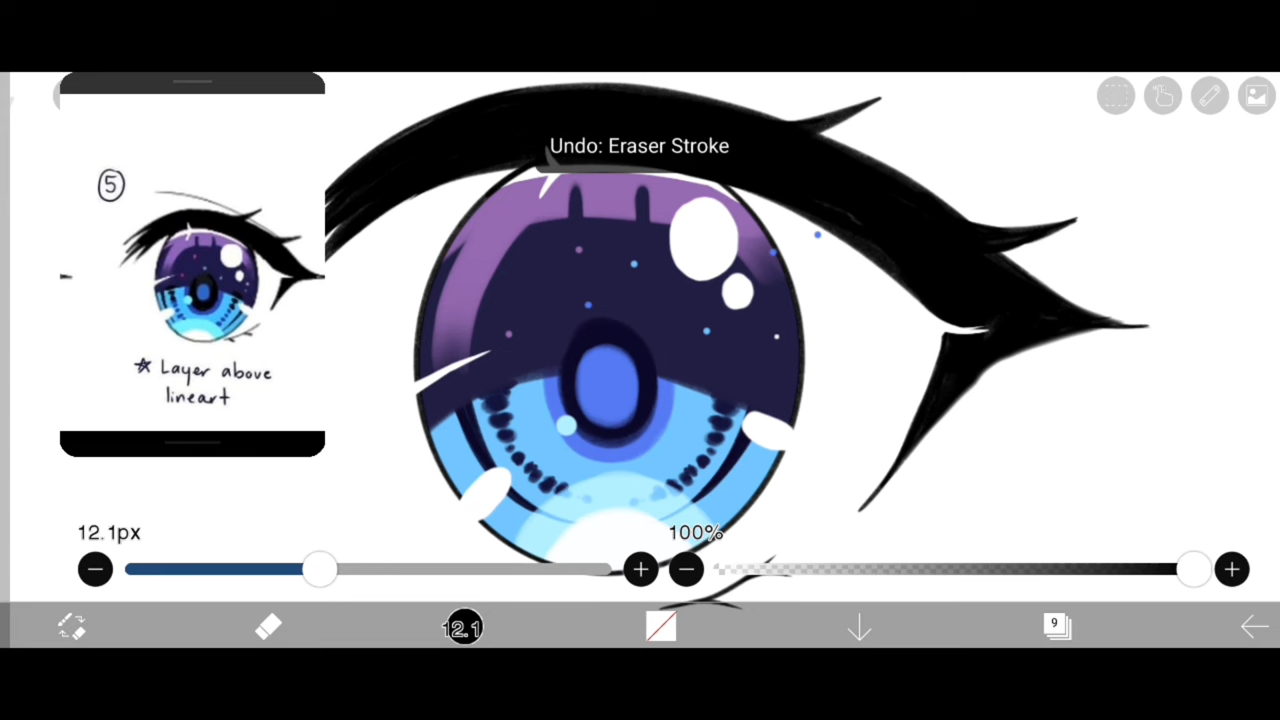 Undo: Eraser Stroke
⑤
☆ Layer above
lineart
12.1px
100%
12.1
9